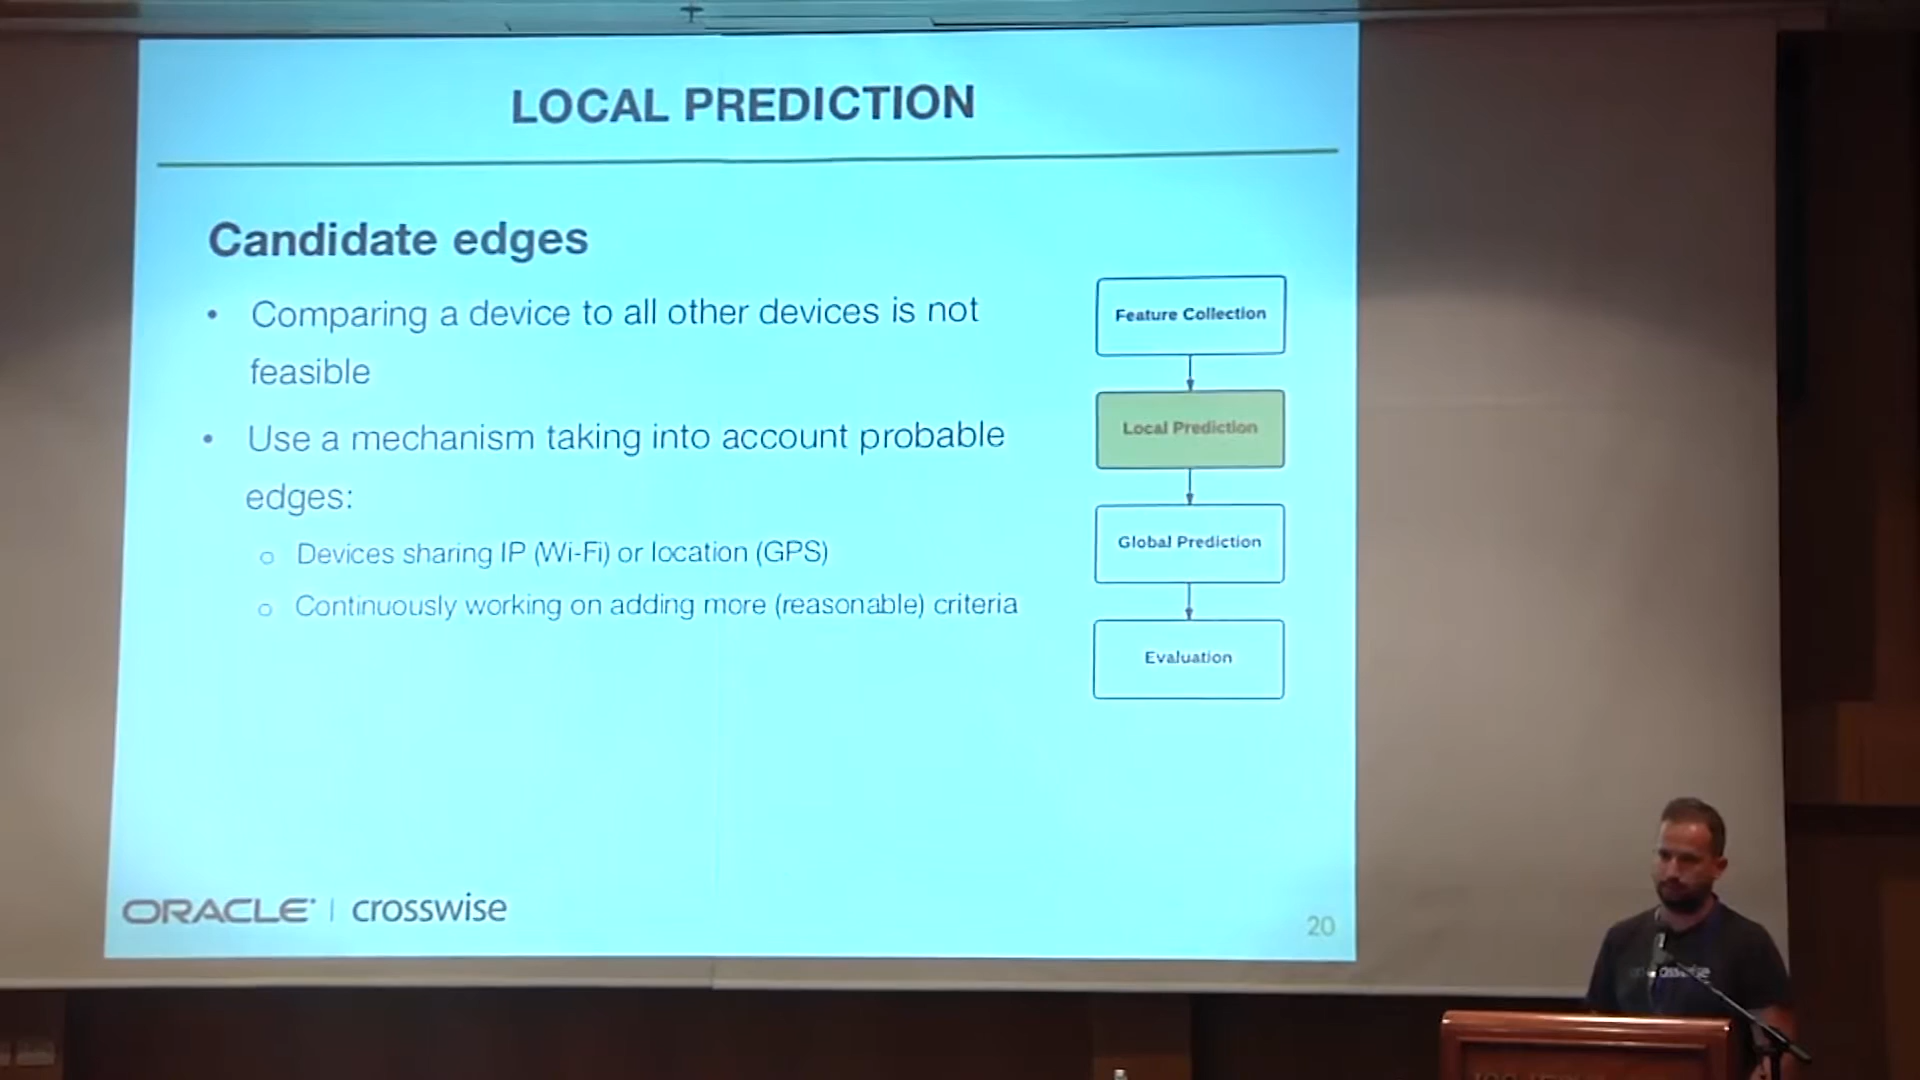 LOCAL PREDICTION
Candidate edges
• Comparing a device to all other devices is not
feasible
• Use a mechanism taking into account probable
edges:
o Devices sharing IP (Wi-Fi) or location (GPS)
o Continuously working on adding more (reasonable) criteria
Feature Collection
Local Prediction
Global Prediction
Evaluation
ORACLE | crosswise
20